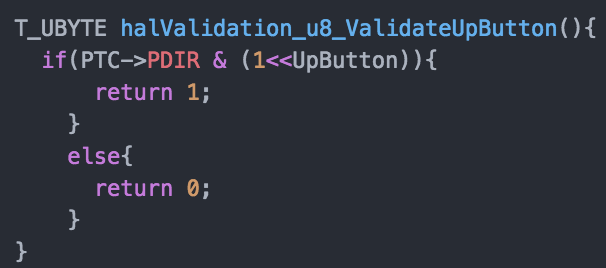 T_UBYTE halValidation_u8_ValidateUpButton(){
  if(PTC->PDIR & (1<<UpButton)){
      return 1;
    }
    else{
      return 0;
    }
}